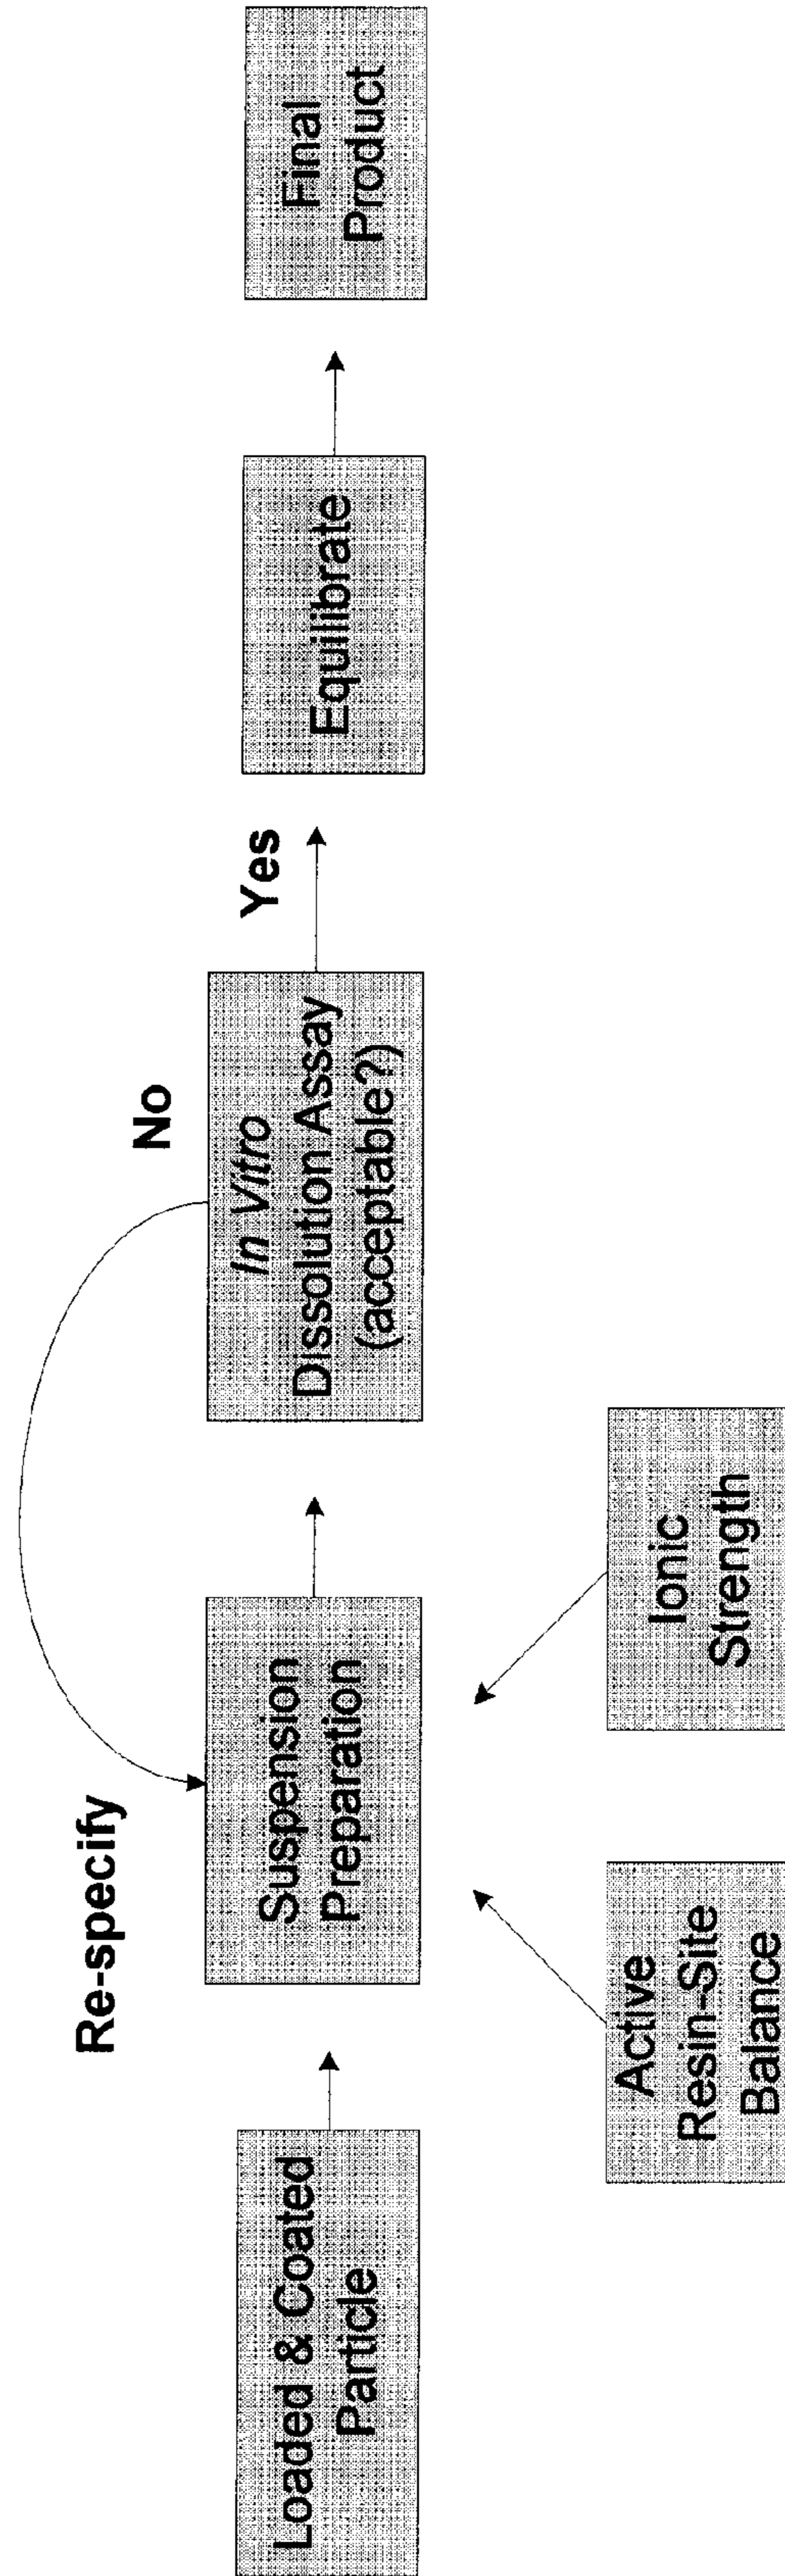 Loaded & Coated
Particle
Re-specify
Suspension
Preparation
Active
Resin-Site
Balance
Ionic
Strength
No
In Vitro
Dissolution Assay
(acceptable?)
Yes
Equilibrate
Final
Product